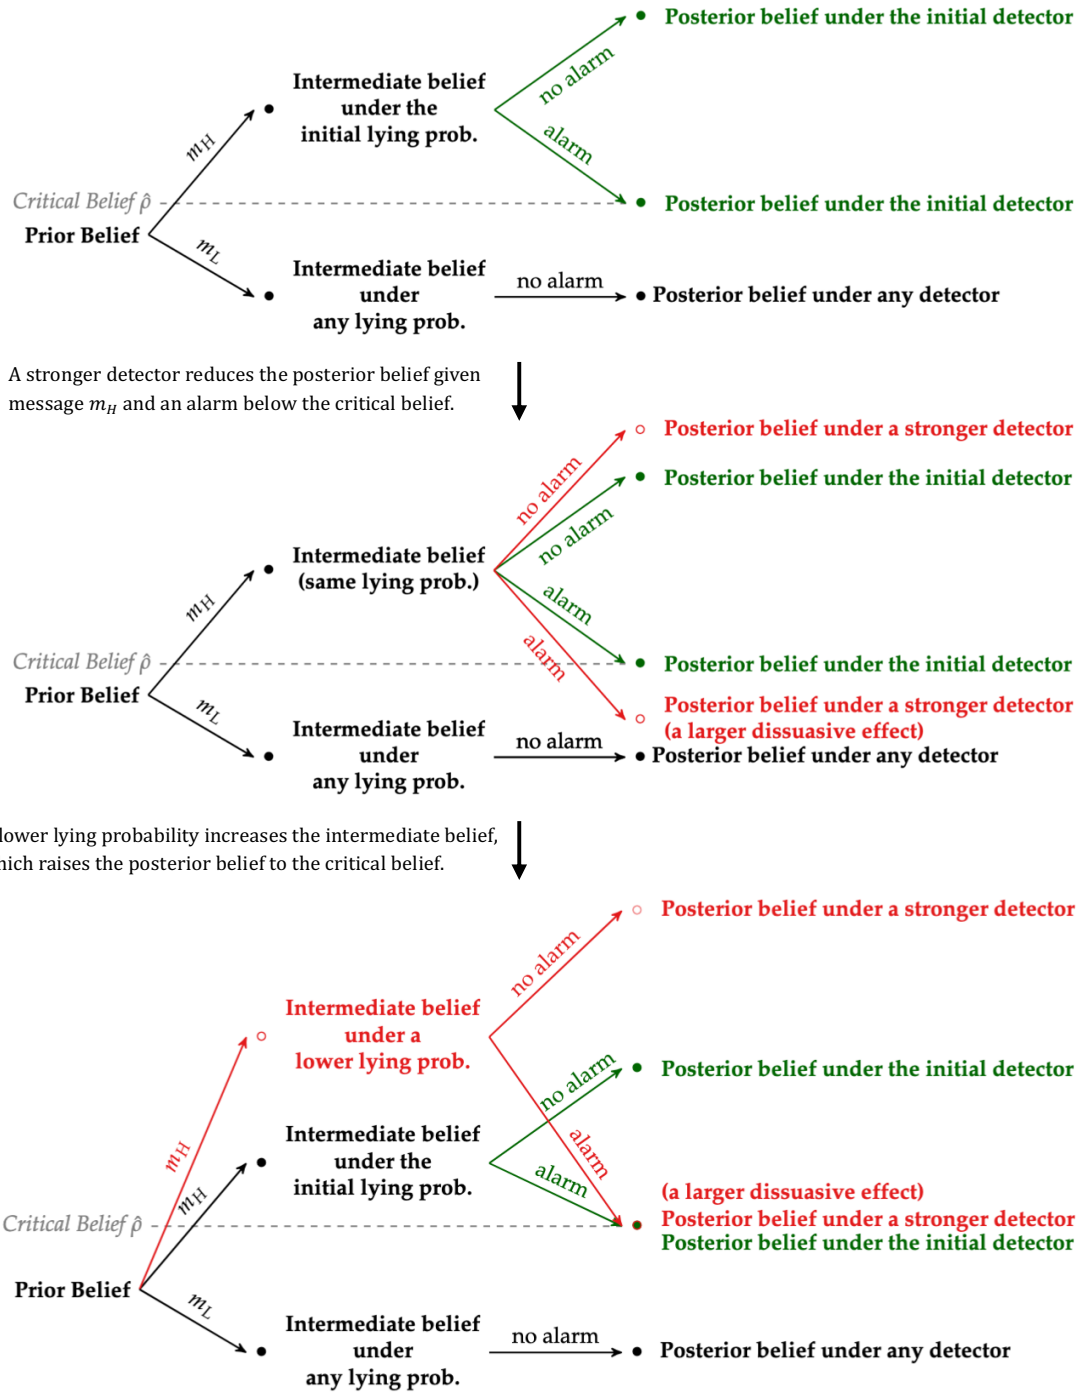 Posterior belief under the initial detector
no alarm
Intermediate belief
under the
initial lying prob.
alarm
m_H
Critical Belief ρ̂
Posterior belief under the initial detector
Prior Belief
m_L
Intermediate belief
under
any lying prob.
no alarm
Posterior belief under any detector
A stronger detector reduces the posterior belief given
message m_H and an alarm below the critical belief.
Posterior belief under a stronger detector
no alarm
Posterior belief under the initial detector
no alarm
Intermediate belief
(same lying prob.)
alarm
m_H
alarm
Critical Belief ρ̂
Posterior belief under the initial detector
Prior Belief
m_L
Posterior belief under a stronger detector
(a larger dissuasive effect)
Intermediate belief
under
any lying prob.
no alarm
Posterior belief under any detector
lower lying probability increases the intermediate belief,
hich raises the posterior belief to the critical belief.
Posterior belief under a stronger detector
no alarm
Intermediate belief
under a
lower lying prob.
no alarm
Posterior belief under the initial detector
m_H
Intermediate belief
under the
initial lying prob.
alarm
alarm
m_H
(a larger dissuasive effect)
Critical Belief ρ̂
Posterior belief under a stronger detector
Posterior belief under the initial detector
Prior Belief
m_L
Intermediate belief
under
any lying prob.
no alarm
Posterior belief under any detector